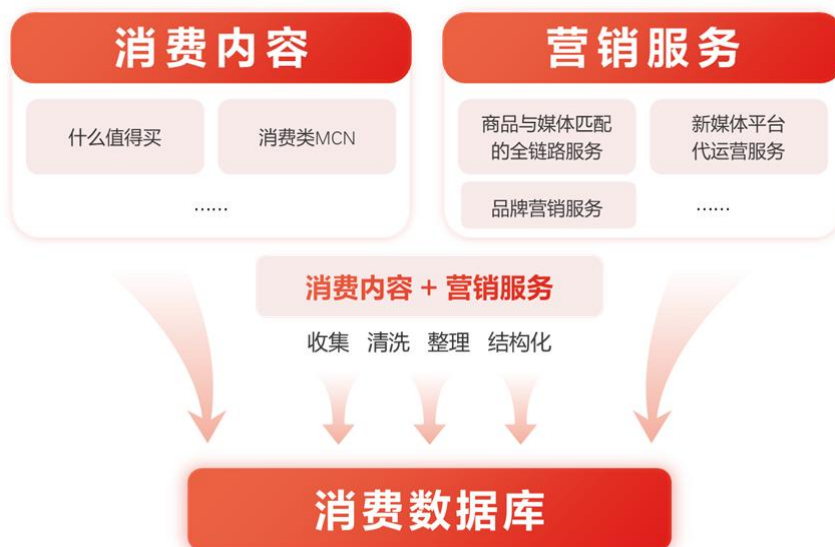 消费内容
营销服务
什么值得买
消费类MCN
……
商品与媒体匹配
的全链路服务
新媒体平台
代运营服务
品牌营销服务
……
消费内容 + 营销服务
收集 清洗 整理 结构化
消费数据库